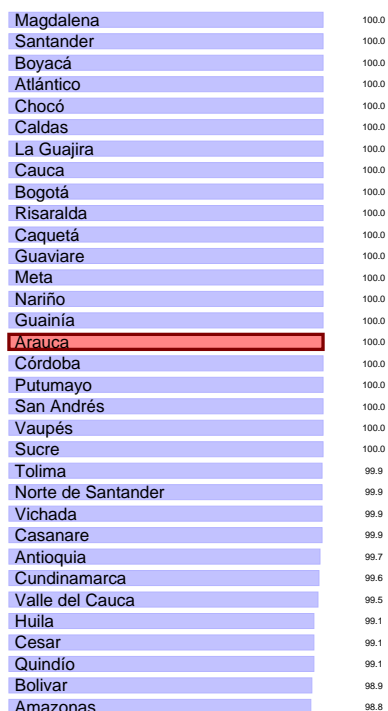 Magdalena 100.0
Santander 100.0
Boyacá 100.0
Atlántico 100.0
Chocó 100.0
Caldas 100.0
La Guajira 100.0
Cauca 100.0
Bogotá 100.0
Risaralda 100.0
Caquetá 100.0
Guaviare 100.0
Meta 100.0
Nariño 100.0
Guainía 100.0
Arauca 100.0
Córdoba 100.0
Putumayo 100.0
San Andrés 100.0
Vaupés 100.0
Sucre 100.0
Tolima 99.9
Norte de Santander 99.9
Vichada 99.9
Casanare 99.9
Antioquia 99.7
Cundinamarca 99.6
Valle del Cauca 99.5
Huila 99.1
Cesar 99.1
Quindío 99.1
Bolivar 98.9
Amazonas 98.8